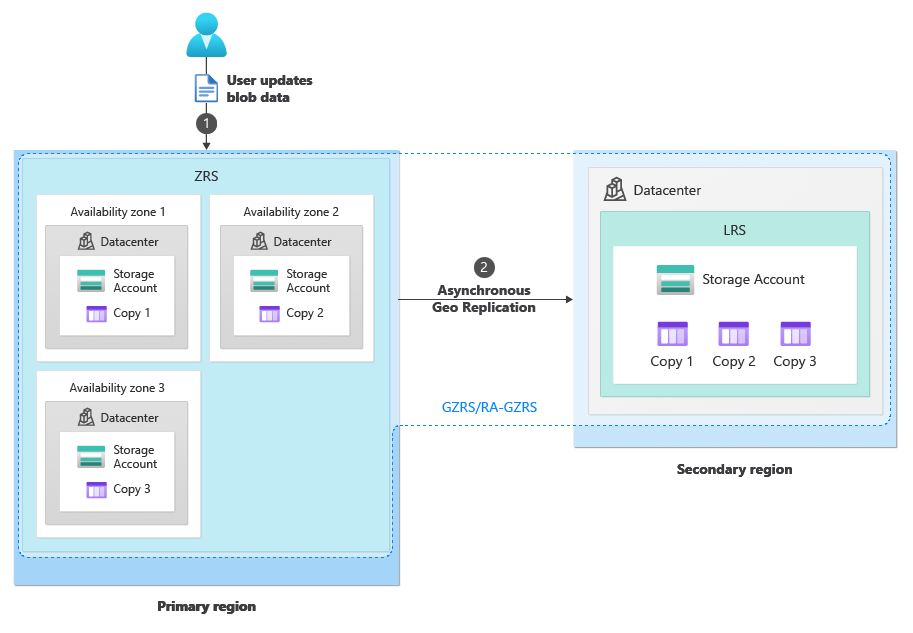 User updates
blob data
1
ZRS
Availability zone 1
Datacenter
Storage
Account
Copy 1
Availability zone 2
Datacenter
Storage
Account
Copy 2
Availability zone 3
Datacenter
Storage
Account
Copy 3
Primary region
2
Asynchronous
Geo Replication
GZRS/RA-GZRS
Datacenter
LRS
Storage Account
Copy 1 Copy 2 Copy 3
Secondary region